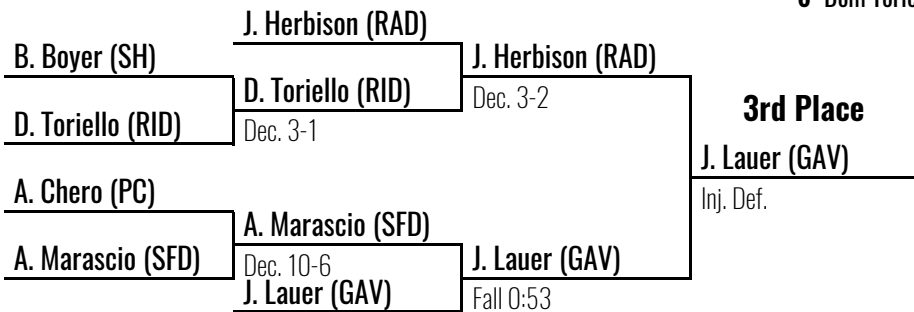 J. Herbison (RAD)
B. Boyer (SH)
J. Herbison (RAD)
D. Toriello (RID)
Dec. 3-2
D. Toriello (RID)
Dec. 3-1
3rd Place
J. Lauer (GAV)
Inj. Def.
A. Chero (PC)
A. Marascio (SFD)
A. Marascio (SFD)
Dec. 10-6
J. Lauer (GAV)
J. Lauer (GAV)
Fall 0:53